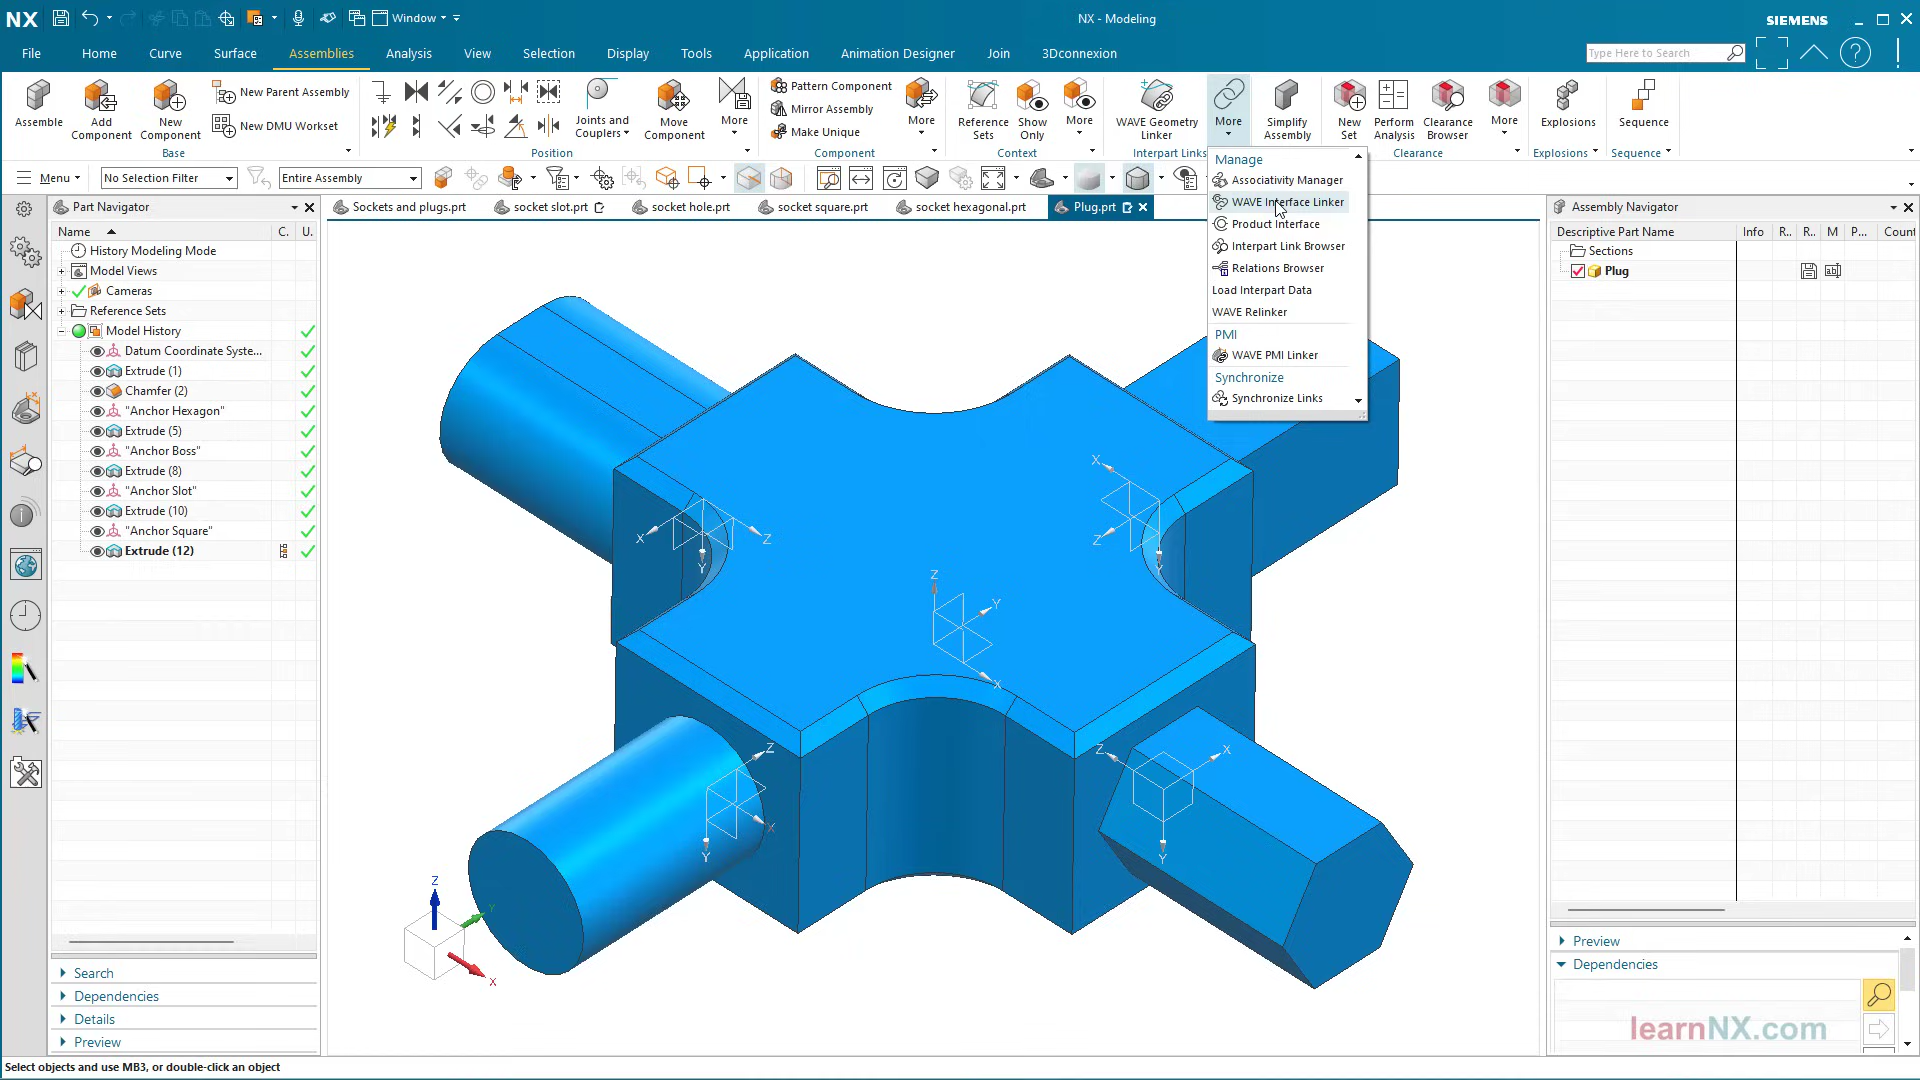 NX
Window
NX - Modeling
SIEMENS
File
Home
Curve
Surface
Assemblies
Analysis
View
Selection
Display
Tools
Application
Animation Designer
Join
3Dconnexion
Type Here to Search
Assembly
Add
Component
New
Component
New Parent Assembly
New DMU Workset
Joints and
Couplers
Move
Component
More
Pattern Component
Mirror Assembly
Make Unique
More
Reference
Sets
Show
Only
More
WAVE Geometry
Linker
More
Simplify
Assembly
New
Set
Perform
Analysis
Clearance
Browser
More
Explosions
Sequence
Base
Position
Component
Context
Interpart Links
Clearance
Explosions
Sequence
Menu
No Selection Filter
Entire Assembly
Manage
Associativity Manager
WAVE Interface Linker
Product Interface
Interpart Link Browser
Relations Browser
Load Interpart Data
WAVE Relinker
PMI
WAVE PMI Linker
Synchronize
Synchronize Links
Part Navigator
Sockets and plugs.prt
socket slot.prt
socket hole.prt
socket square.prt
socket hexagonal.prt
Plug.prt
Assembly Navigator
Name
C.
U.
History Modeling Mode
Model Views
Cameras
Reference Sets
Model History
Datum Coordinate Syste...
Extrude (1)
Chamfer (2)
"Anchor Hexagon"
Extrude (5)
"Anchor Boss"
Extrude (8)
"Anchor Slot"
Extrude (10)
"Anchor Square"
Extrude (12)
Search
Dependencies
Details
Preview
Descriptive Part Name
Info
R..
R..
M
P...
Count
Sections
Plug
X
Z
Y
X
Z
Y
Z
Y
X
Z
X
Y
Z
X
Y
Z
Y
X
Preview
Dependencies
learnNX.com
Select objects and use MB3, or double-click an object